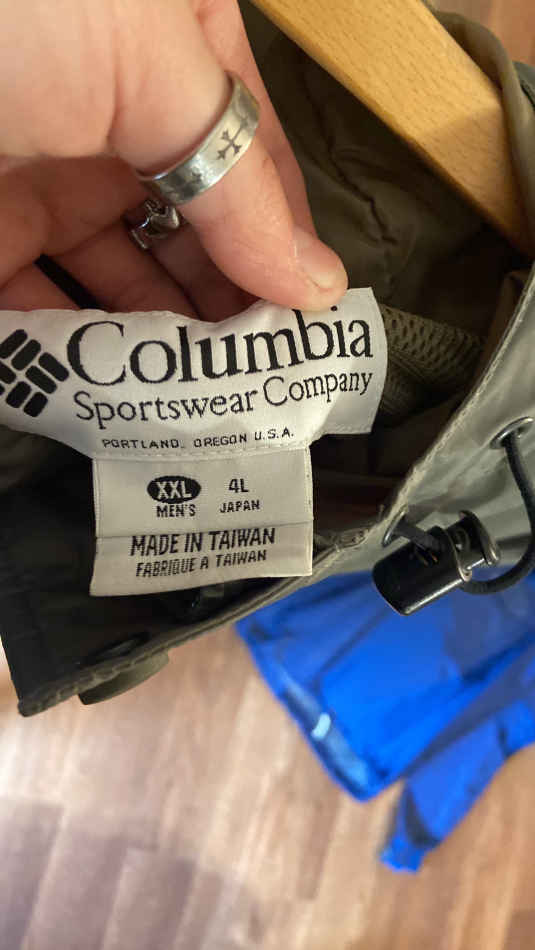 Columbia
Sportswear Company
PORTLAND, OREGON U.S.A.
XXL 4L
MEN'S JAPAN
MADE IN TAIWAN
FABRIQUE A TAIWAN